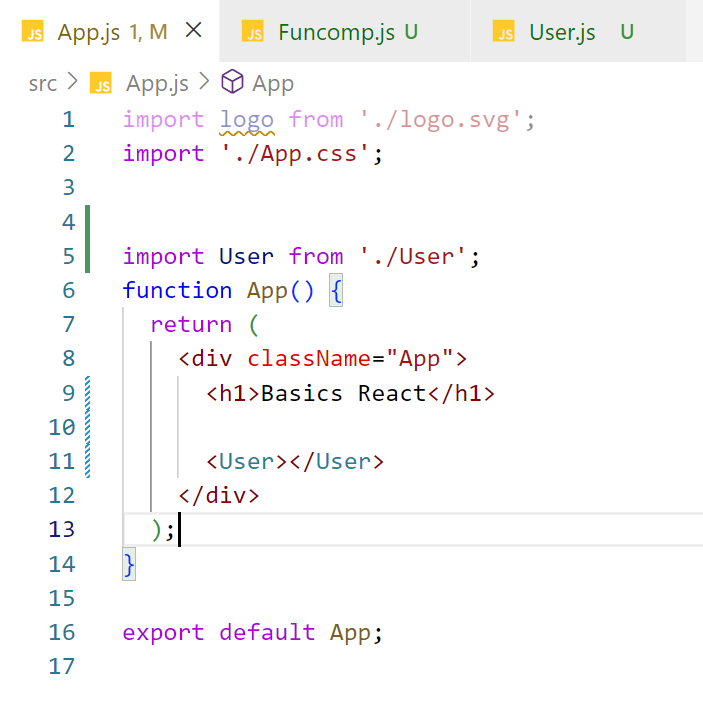 JS App.js 1, M JS Funcomp.js U JS User.js U
src > JS App.js > App
1 import logo from './logo.svg';
2 import './App.css';
3
4
5 import User from './User';
6 function App() {
7   return (
8     <div className="App">
9       <h1>Basics React</h1>
10
11       <User></User>
12     </div>
13   );
14 }
15
16 export default App;
17